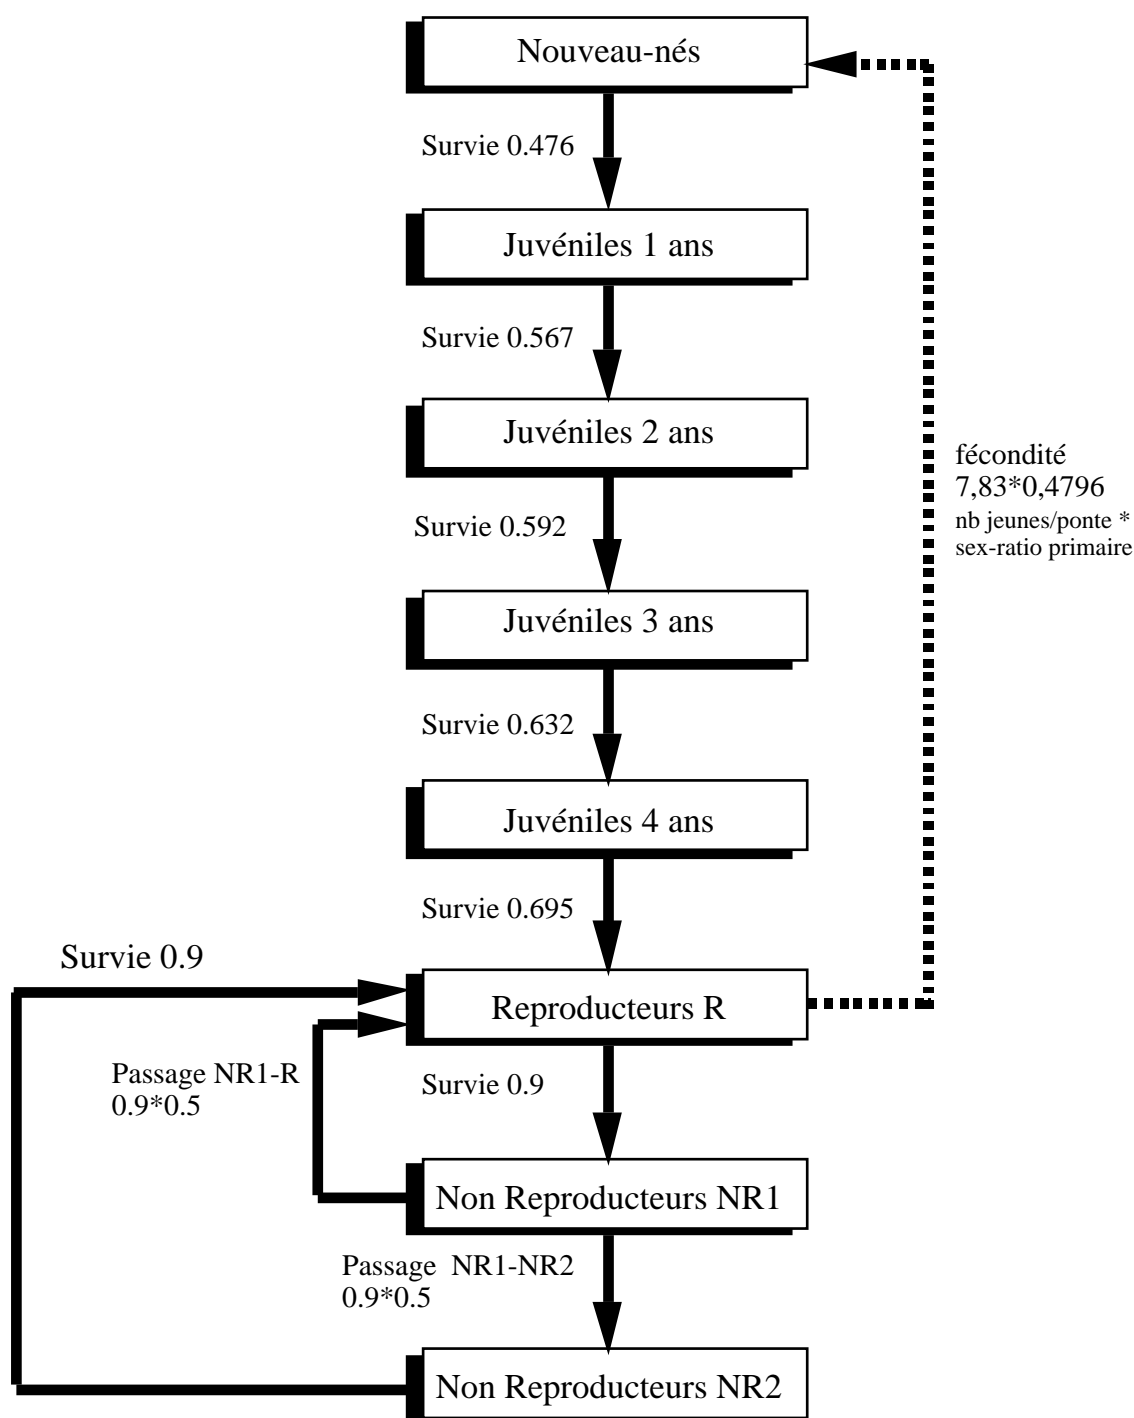 Nouveau-nés
Survie 0.476
Juvéniles 1 ans
Survie 0.567
Juvéniles 2 ans
fécondité
7,83*0,4796
nb jeunes/ponte *
sex-ratio primaire
Survie 0.592
Juvéniles 3 ans
Survie 0.632
Juvéniles 4 ans
Survie 0.695
Survie 0.9
Reproducteurs R
Passage NR1-R
0.9*0.5
Survie 0.9
Non Reproducteurs NR1
Passage NR1-NR2
0.9*0.5
Non Reproducteurs NR2